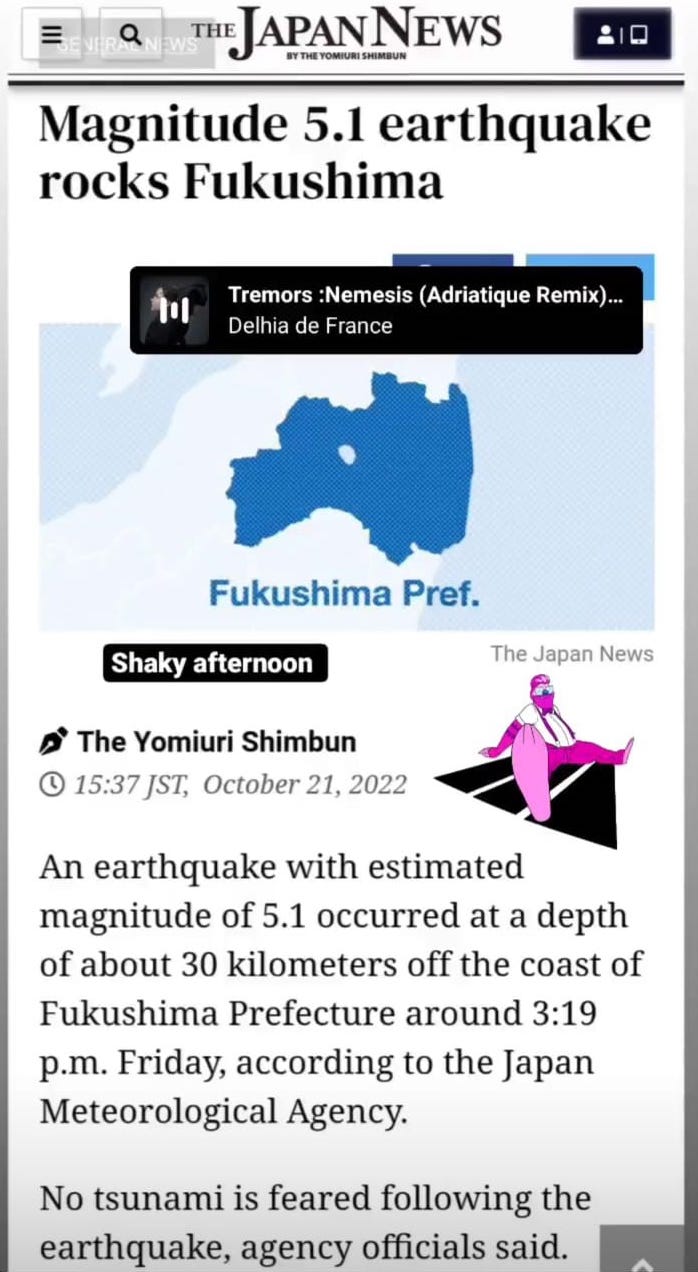 GENERAL NEWS
THE JAPAN NEWS
BY THE YOMIURI SHIMBUN
Magnitude 5.1 earthquake
rocks Fukushima
Tremors :Nemesis (Adriatique Remix)...
Delhia de France
Fukushima Pref.
The Japan News
Shaky afternoon
The Yomiuri Shimbun
15:37 JST, October 21, 2022
An earthquake with estimated
magnitude of 5.1 occurred at a depth
of about 30 kilometers off the coast of
Fukushima Prefecture around 3:19
p.m. Friday, according to the Japan
Meteorological Agency.
No tsunami is feared following the
earthquake, agency officials said.